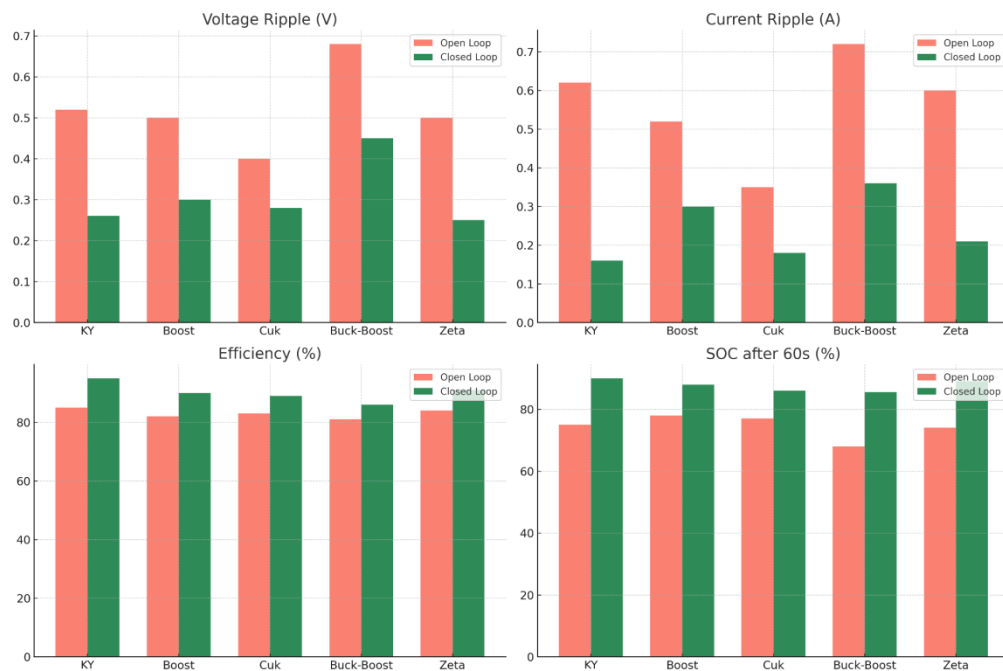 Voltage Ripple (V)
Open Loop
Closed Loop
0.7
0.6
0.5
0.4
0.3
0.2
0.1
0.0
KY Boost Cuk Buck-Boost Zeta
Current Ripple (A)
Open Loop
Closed Loop
0.7
0.6
0.5
0.4
0.3
0.2
0.1
0.0
KY Boost Cuk Buck-Boost Zeta
Efficiency (%)
Open Loop
Closed Loop
80
60
40
20
0
KY Boost Cuk Buck-Boost Zeta
SOC after 60s (%)
Open Loop
Closed Loop
80
60
40
20
0
KY Boost Cuk Buck-Boost Zeta